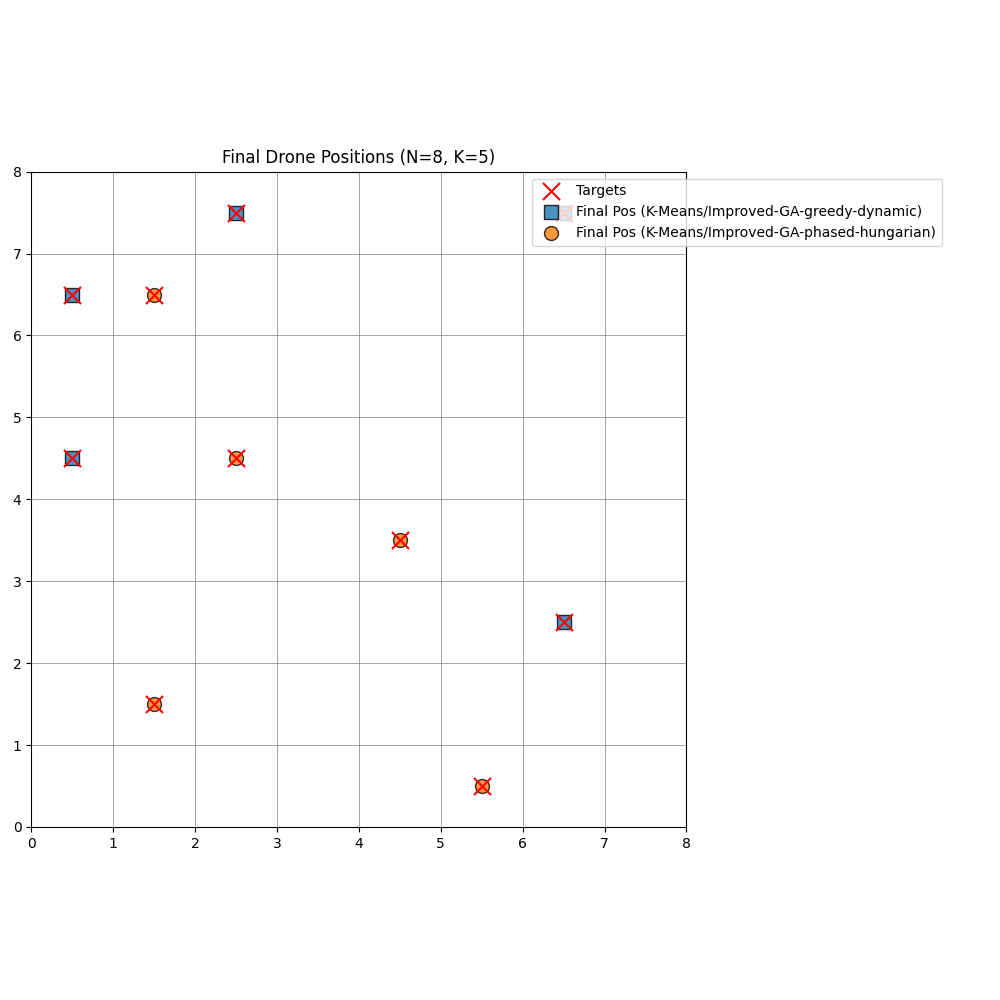 Final Drone Positions (N=8, K=5)
Targets
Final Pos (K-Means/Improved-GA-greedy-dynamic)
Final Pos (K-Means/Improved-GA-phased-hungarian)
8
7
6
5
4
3
2
1
0
0 1 2 3 4 5 6 7 8